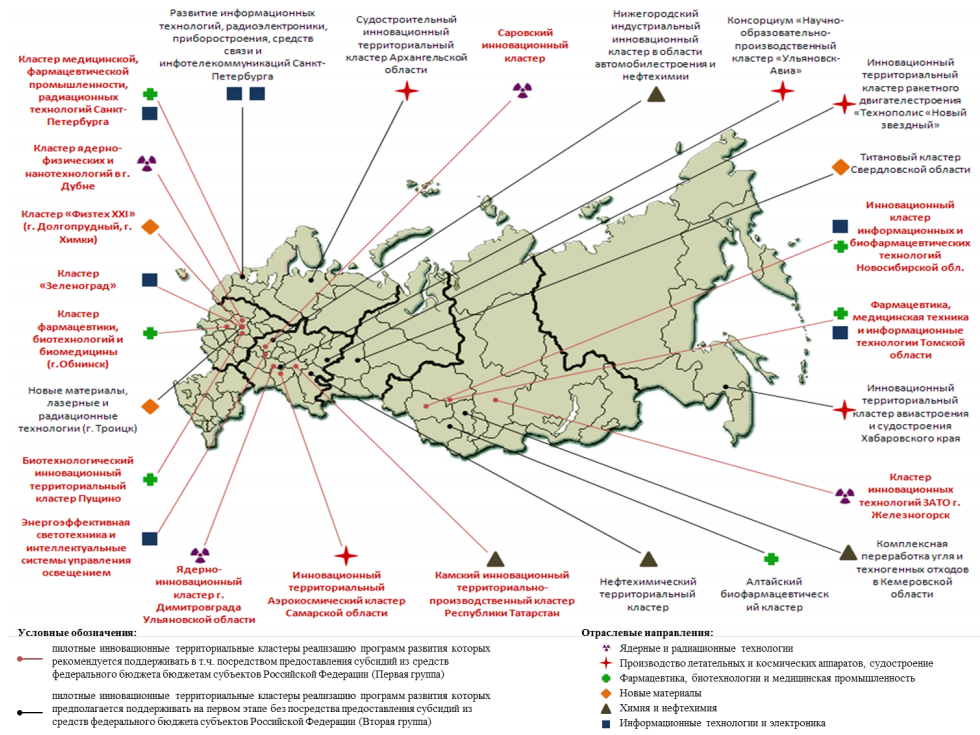 Развитие информационных
технологий, радиоэлектроники,
приборостроения, средств
связи и
инфотелекоммуникаций Санкт-
Петербурга
Судостроительный
инновационный
территориальный
кластер Архангельской
области
Саровский
инновационный
кластер
Нижегородский
индустриальный
инновационный
кластер в области
автомобилестроения и
нефтехимии
Консорциум «Научно-
образовательно-
производственный
кластер «Ульяновск-
Авиа»
Инновационный
территориальный
кластер ракетного
двигателестроения
«Технополис «Новый
звездный»
Титановый кластер
Свердловской области
Инновационный
кластер
информационных и
биофармацевтических
технологий
Новосибирской обл.
Фармацевтика,
медицинская техника
и информационные
технологии Томской
области
Инновационный
территориальный
кластер авиастроения
и судостроения
Хабаровского края
Кластер
инновационных
технологий ЗАТО г.
Железногорск
Комплексная
переработка угля и
техногенных отходов
в Кемеровской
области
Кластер медицинской,
фармацевтической
промышленности,
радиационных
технологий Санкт-
Петербурга
Кластер ядерно-
физических и
нанотехнологий в г.
Дубне
Кластер «Физтех XXI»
(г. Долгопрудный, г.
Химки)
Кластер
«Зеленоград»
Кластер
фармацевтики,
биотехнологий и
биомедицины
(г.Обнинск)
Новые материалы,
лазерные и
радиационные
технологии (г. Троицк)
Биотехнологический
инновационный
территориальный
кластер Пущино
Энергоэффективная
светотехника и
интеллектуальные
системы управления
освещением
Ядерно-
инновационный
кластер г.
Димитровграда
Ульяновской области
Инновационный
территориальный
Аэрокосмический кластер
Самарской области
Камский инновационный
территориально-
производственный кластер
Республики Татарстан
Нефтехимический
территориальный
кластер
Алтайский
биофармацевтическ
ий кластер
Условные обозначения:
пилотные инновационные территориальные кластеры реализацию программ развития которых
рекомендуется поддерживать в т.ч. посредством предоставления субсидий из средств
федерального бюджета бюджетам субъектов Российской Федерации (Первая группа)
пилотные инновационные территориальные кластеры реализацию программ развития которых
предполагается поддерживать на первом этапе без посредства предоставления субсидий из
средств федерального бюджета субъектов Российской Федерации (Вторая группа)
Отраслевые направления:
Ядерные и радиационные технологии
Производство летательных и космических аппаратов, судостроение
Фармацевтика, биотехнологии и медицинская промышленность
Новые материалы
Химия и нефтехимия
Информационные технологии и электроника